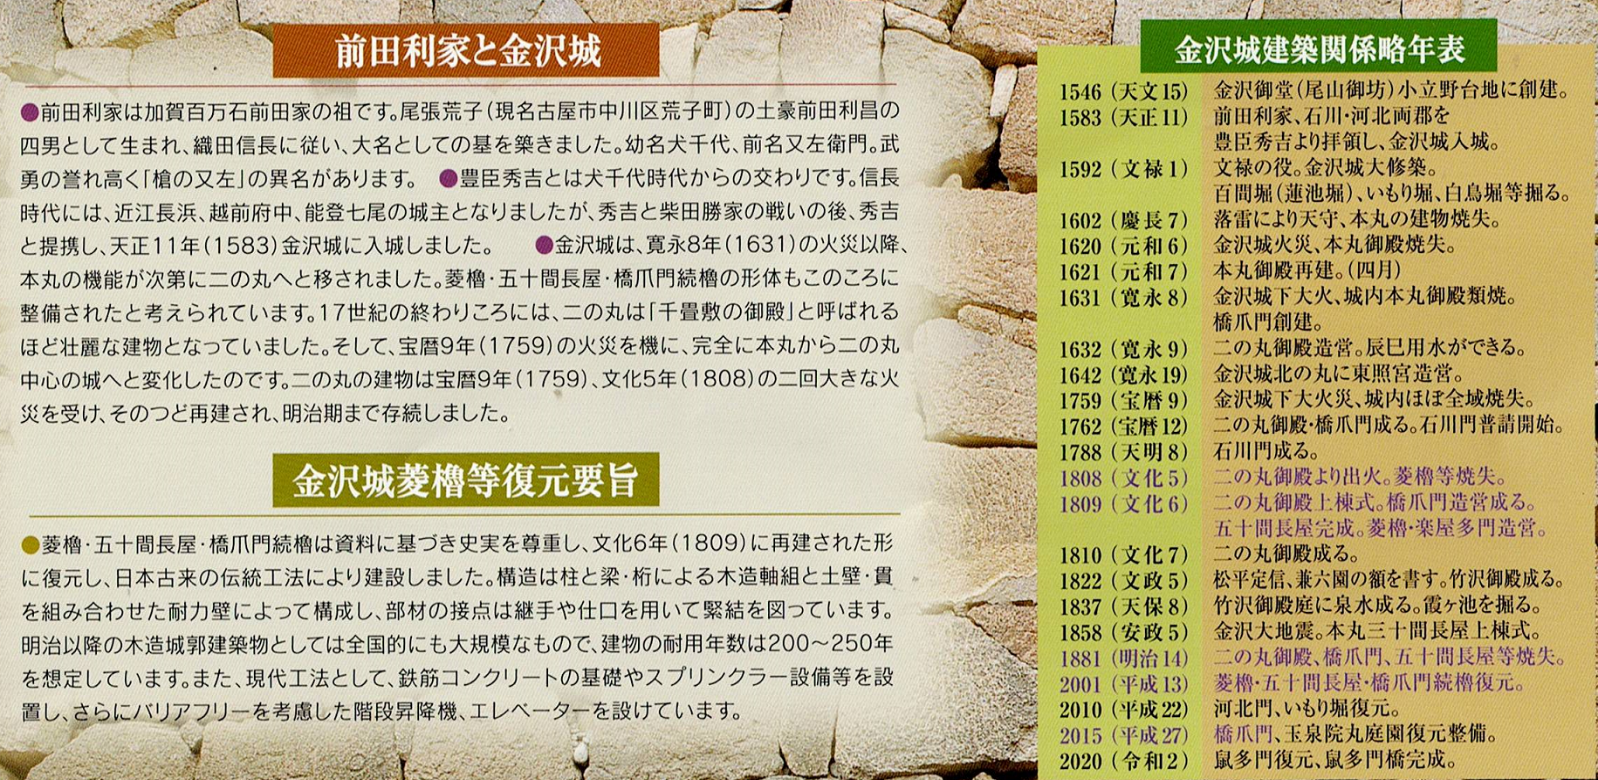 前田利家と金沢城
●前田利家は加賀百万石前田家の祖です。尾張荒子(現名古屋市中川区荒子町)の土豪前田利昌の
四男として生まれ、織田信長に従い、大名としての基を築きました。幼名犬千代、前名又左衛門。武
勇の誉れ高く「槍の又左」の異名があります。 ●豊臣秀吉とは犬千代時代からの交わりです。信長
時代には、近江長浜、越前府中、能登七尾の城主となりましたが、秀吉と柴田勝家の戦いの後、秀吉
と提携し、天正11年(1583)金沢城に入城しました。 ●金沢城は、寛永8年(1631)の火災以降、
本丸の機能が次第に二の丸へと移されました。菱櫓・五十間長屋・橋爪門続櫓の形体もこのころに
整備されたと考えられています。17世紀の終わりころには、二の丸は「千畳敷の御殿」と呼ばれる
ほど壮麗な建物となっていました。そして、宝暦9年(1759)の火災を機に、完全に本丸から二の丸
中心の城へと変化したのです。二の丸の建物は宝暦9年(1759)、文化5年(1808)の二回大きな火
災を受け、そのつど再建され、明治期まで存続しました。
金沢城菱櫓等復元要旨
●菱櫓・五十間長屋・橋爪門続櫓は資料に基づき史実を尊重し、文化6年(1809)に再建された形
に復元し、日本古来の伝統工法により建設しました。構造は柱と梁・桁による木造軸組と土壁・貫
を組み合わせた耐力壁によって構成し、部材の接点は継手や仕口を用いて緊結を図っています。
明治以降の木造城郭建築物としては全国的にも大規模なもので、建物の耐用年数は200〜250年
を想定しています。また、現代工法として、鉄筋コンクリートの基礎やスプリンクラー設備等を設
置し、さらにバリアフリーを考慮した階段昇降機、エレベーターを設けています。
金沢城建築関係略年表
1546(天文15) 金沢御堂(尾山御坊)小立野台地に創建。
1583(天正11) 前田利家、石川・河北両郡を
豊臣秀吉より拝領し、金沢城入城。
1592(文禄1) 文禄の役。金沢城大修築。
百間堀(蓮池堀)、いもり堀、白鳥堀等掘る。
1602(慶長7) 落雷により天守、本丸の建物焼失。
1620(元和6) 金沢城火災、本丸御殿焼失。
1621(元和7) 本丸御殿再建。(四月)
1631(寛永8) 金沢城下大火、城内本丸御殿類焼。
橋爪門創建。
1632(寛永9) 二の丸御殿造営。辰巳用水ができる。
1642(寛永19) 金沢城北の丸に東照宮造営。
1759(宝暦9) 金沢城下大火災、城内ほぼ全域焼失。
1762(宝暦12) 二の丸御殿・橋爪門成る。石川門普請開始。
1788(天明8) 石川門成る。
1808(文化5) 二の丸御殿より出火。菱櫓等焼失。
1809(文化6) 二の丸御殿上棟式。橋爪門造営成る。
五十間長屋完成。菱櫓・楽屋多門造営。
1810(文化7) 二の丸御殿成る。
1822(文政5) 松平定信、兼六園の額を書す。竹沢御殿成る。
1837(天保8) 竹沢御殿庭に泉水成る。霞ヶ池を掘る。
1858(安政5) 金沢大地震。本丸三十間長屋上棟式。
1881(明治14) 二の丸御殿、橋爪門、五十間長屋等焼失。
2001(平成13) 菱櫓・五十間長屋・橋爪門続櫓復元。
2010(平成22) 河北門、いもり堀復元。
2015(平成27) 橋爪門、玉泉院丸庭園復元整備。
2020(令和2) 鼠多門復元、鼠多門橋完成。